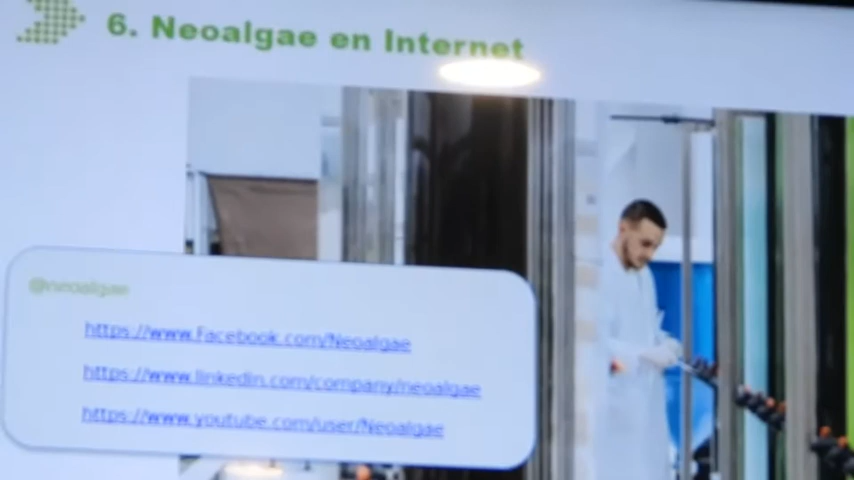 6. Neoalgae en Internet
@neoalgae
https://www.Facebook.com/Neoalgae
https://www.linkedin.com/company/neoalgae
https://www.youtube.com/user/Neoalgae